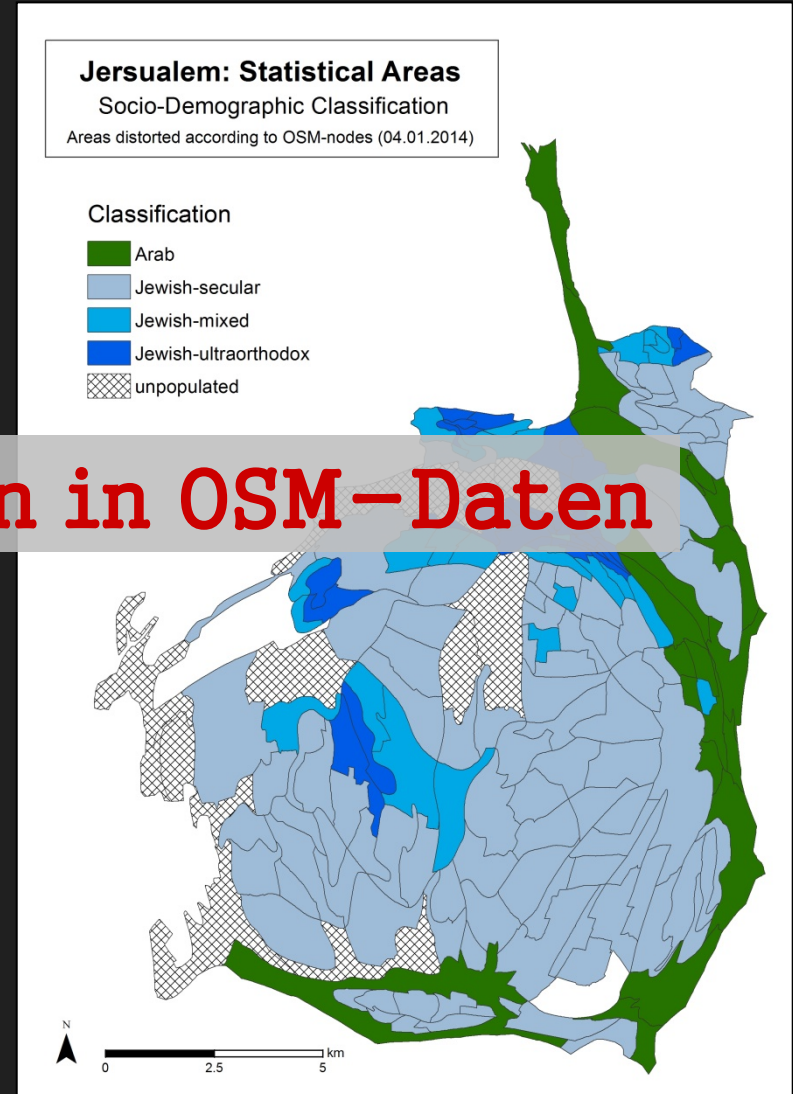 Jersualem: Statistical Areas
Socio-Demographic Classification
Areas distorted according to OSM-nodes (04.01.2014)
Classification
Arab
Jewish-secular
Jewish-mixed
Jewish-ultraorthodox
unpopulated
n in OSM-Daten
N
km
0 2.5 5